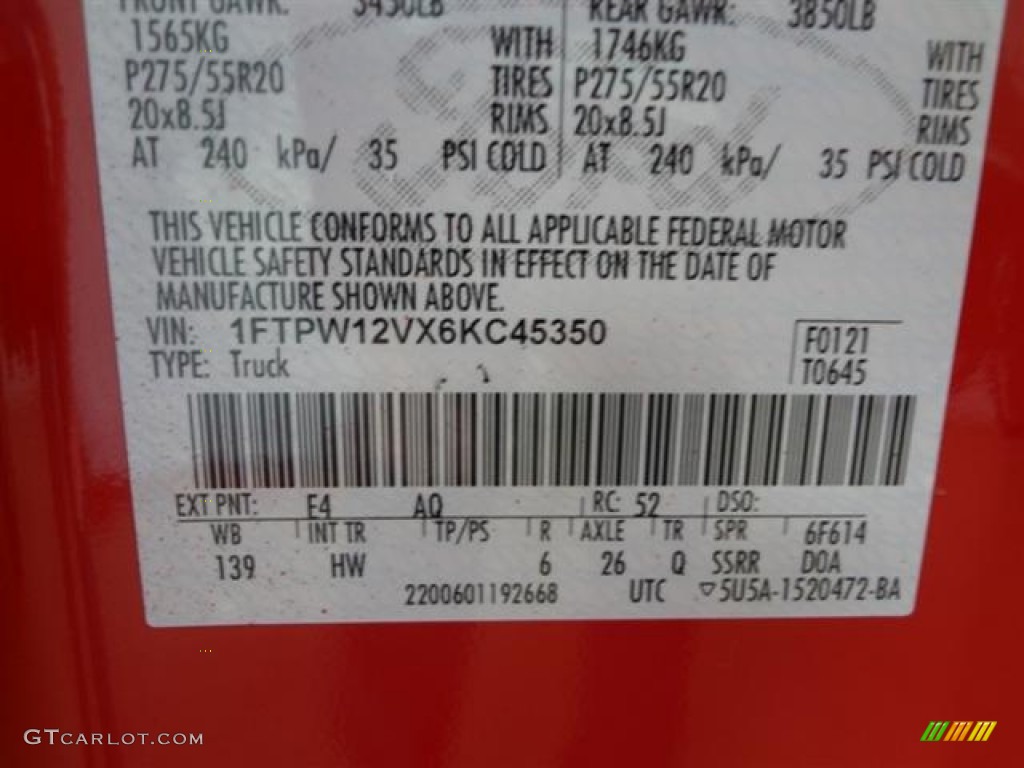 FRONT GAWR: 3450LB REAR GAWR: 3850LB
1565KG WITH 1746KG WITH
P275/55R20 TIRES P275/55R20 TIRES
20x8.5J RIMS 20x8.5J RIMS
AT 240 kPa/ 35 PSI COLD AT 240 kPa/ 35 PSI COLD
THIS VEHICLE CONFORMS TO ALL APPLICABLE FEDERAL MOTOR
VEHICLE SAFETY STANDARDS IN EFFECT ON THE DATE OF
MANUFACTURE SHOWN ABOVE.
VIN: 1FTPW12VX6KC45350
F0121
TYPE: Truck
T0645
EXT PNT: E4 AQ RC: 52 DSO:
WB INT TR TP/PS R AXLE TR SPR 6F614
139 HW 6 26 Q SSRR DOA
2200601192668 UTC ▽5U5A-1520472-BA
GTCARLOT.COM